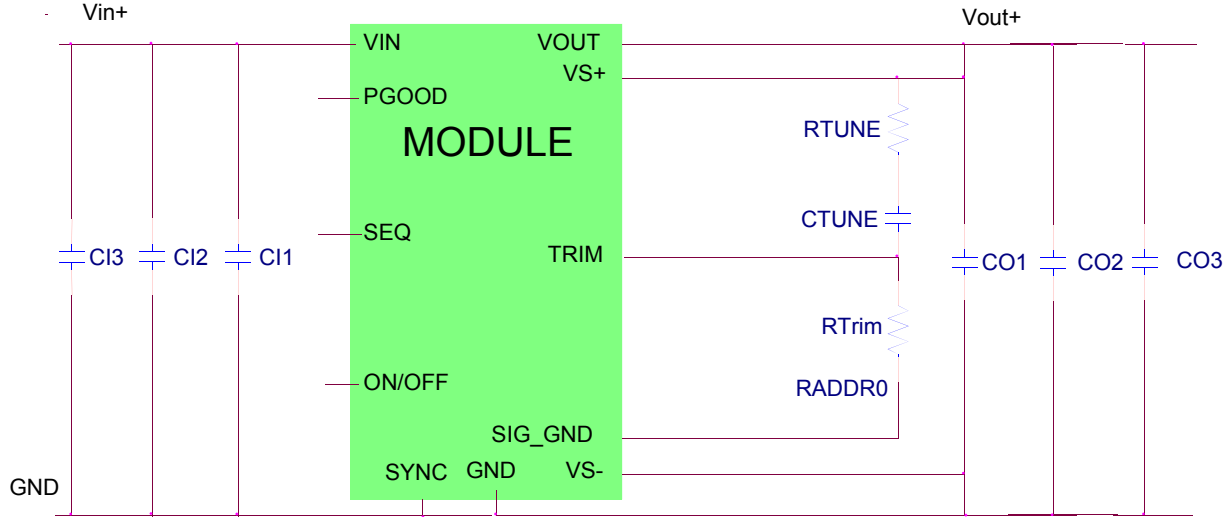 Vin+
Vout+
VIN
VOUT
VS+
PGOOD
RTUNE
MODULE
CTUNE
SEQ
TRIM
CI3
CI2
CI1
CO1
CO2
CO3
RTrim
ON/OFF
RADDR0
SIG_GND
SYNC
GND
VS-
GND